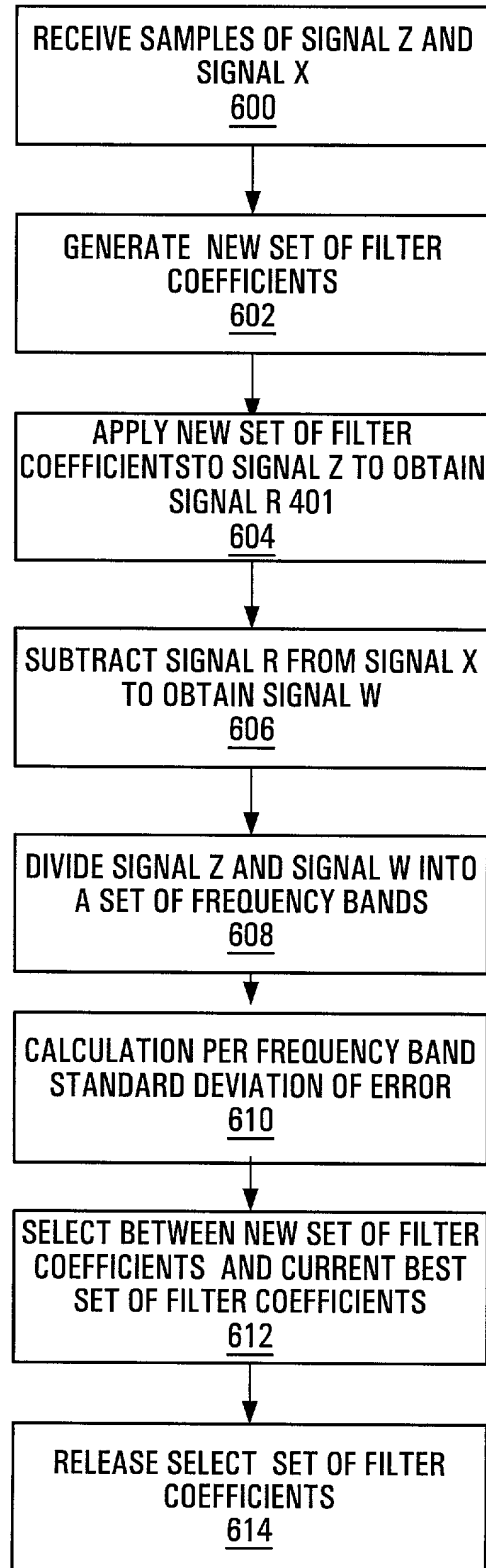 RECEIVE SAMPLES OF SIGNAL Z AND
SIGNAL X
600
GENERATE NEW SET OF FILTER
COEFFICIENTS
602
APPLY NEW SET OF FILTER
COEFFICIENTSTO SIGNAL Z TO OBTAIN
SIGNAL R 401
604
SUBTRACT SIGNAL R FROM SIGNAL X
TO OBTAIN SIGNAL W
606
DIVIDE SIGNAL Z AND SIGNAL W INTO
A SET OF FREQUENCY BANDS
608
CALCULATION PER FREQUENCY BAND
STANDARD DEVIATION OF ERROR
610
SELECT BETWEEN NEW SET OF FILTER
COEFFICIENTS AND CURRENT BEST
SET OF FILTER COEFFICIENTS
612
RELEASE SELECT SET OF FILTER
COEFFICIENTS
614